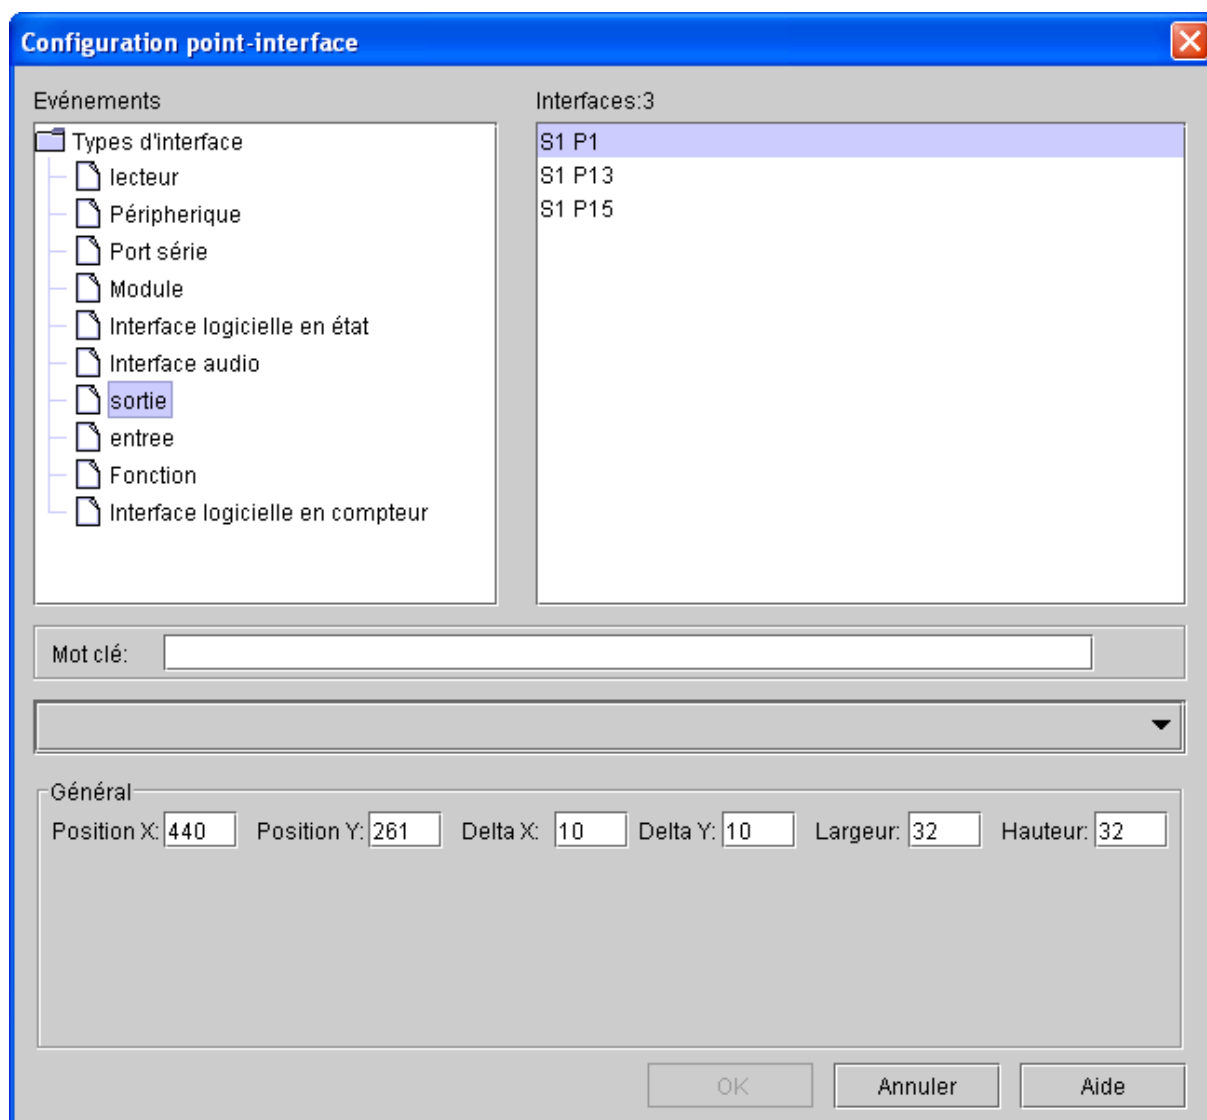 Configuration point-interface
Evénements
Interfaces:3
Types d'interface
lecteur
Péripherique
Port série
Module
Interface logicielle en état
Interface audio
sortie
entree
Fonction
Interface logicielle en compteur
S1 P1
S1 P13
S1 P15
Mot clé:
Général
Position X: 440 Position Y: 261 Delta X: 10 Delta Y: 10 Largeur: 32 Hauteur: 32
OK Annuler Aide